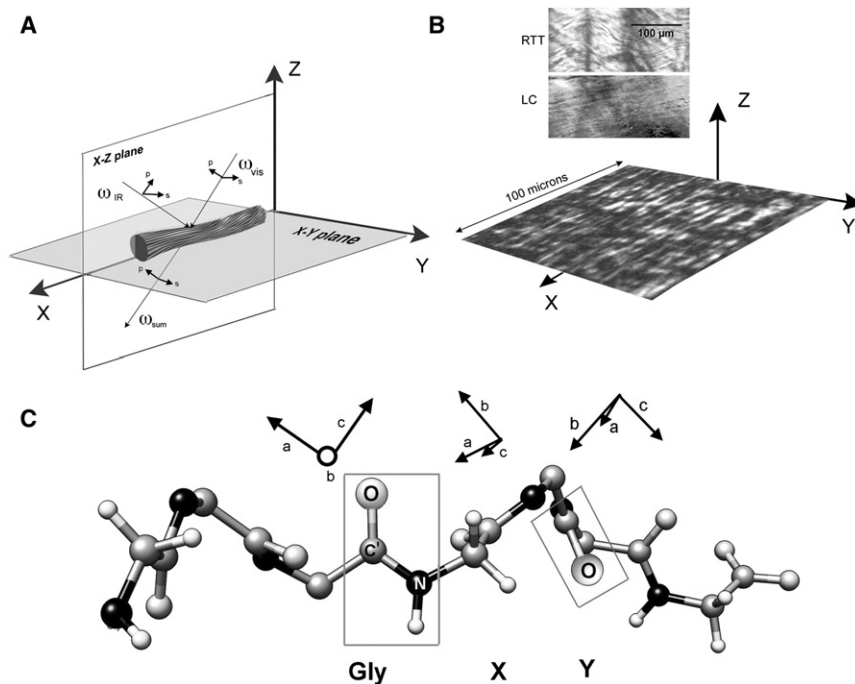 A
Z
X-Z plane
p
s
ω IR
p
s
ω vis
X-Y plane
Y
X
p
s
ω sum
B
RTT
100 µm
LC
Z
100 microns
Y
X
C
a
c
b
b
a
c
b
a
c
O
C'
N
O
Gly X Y